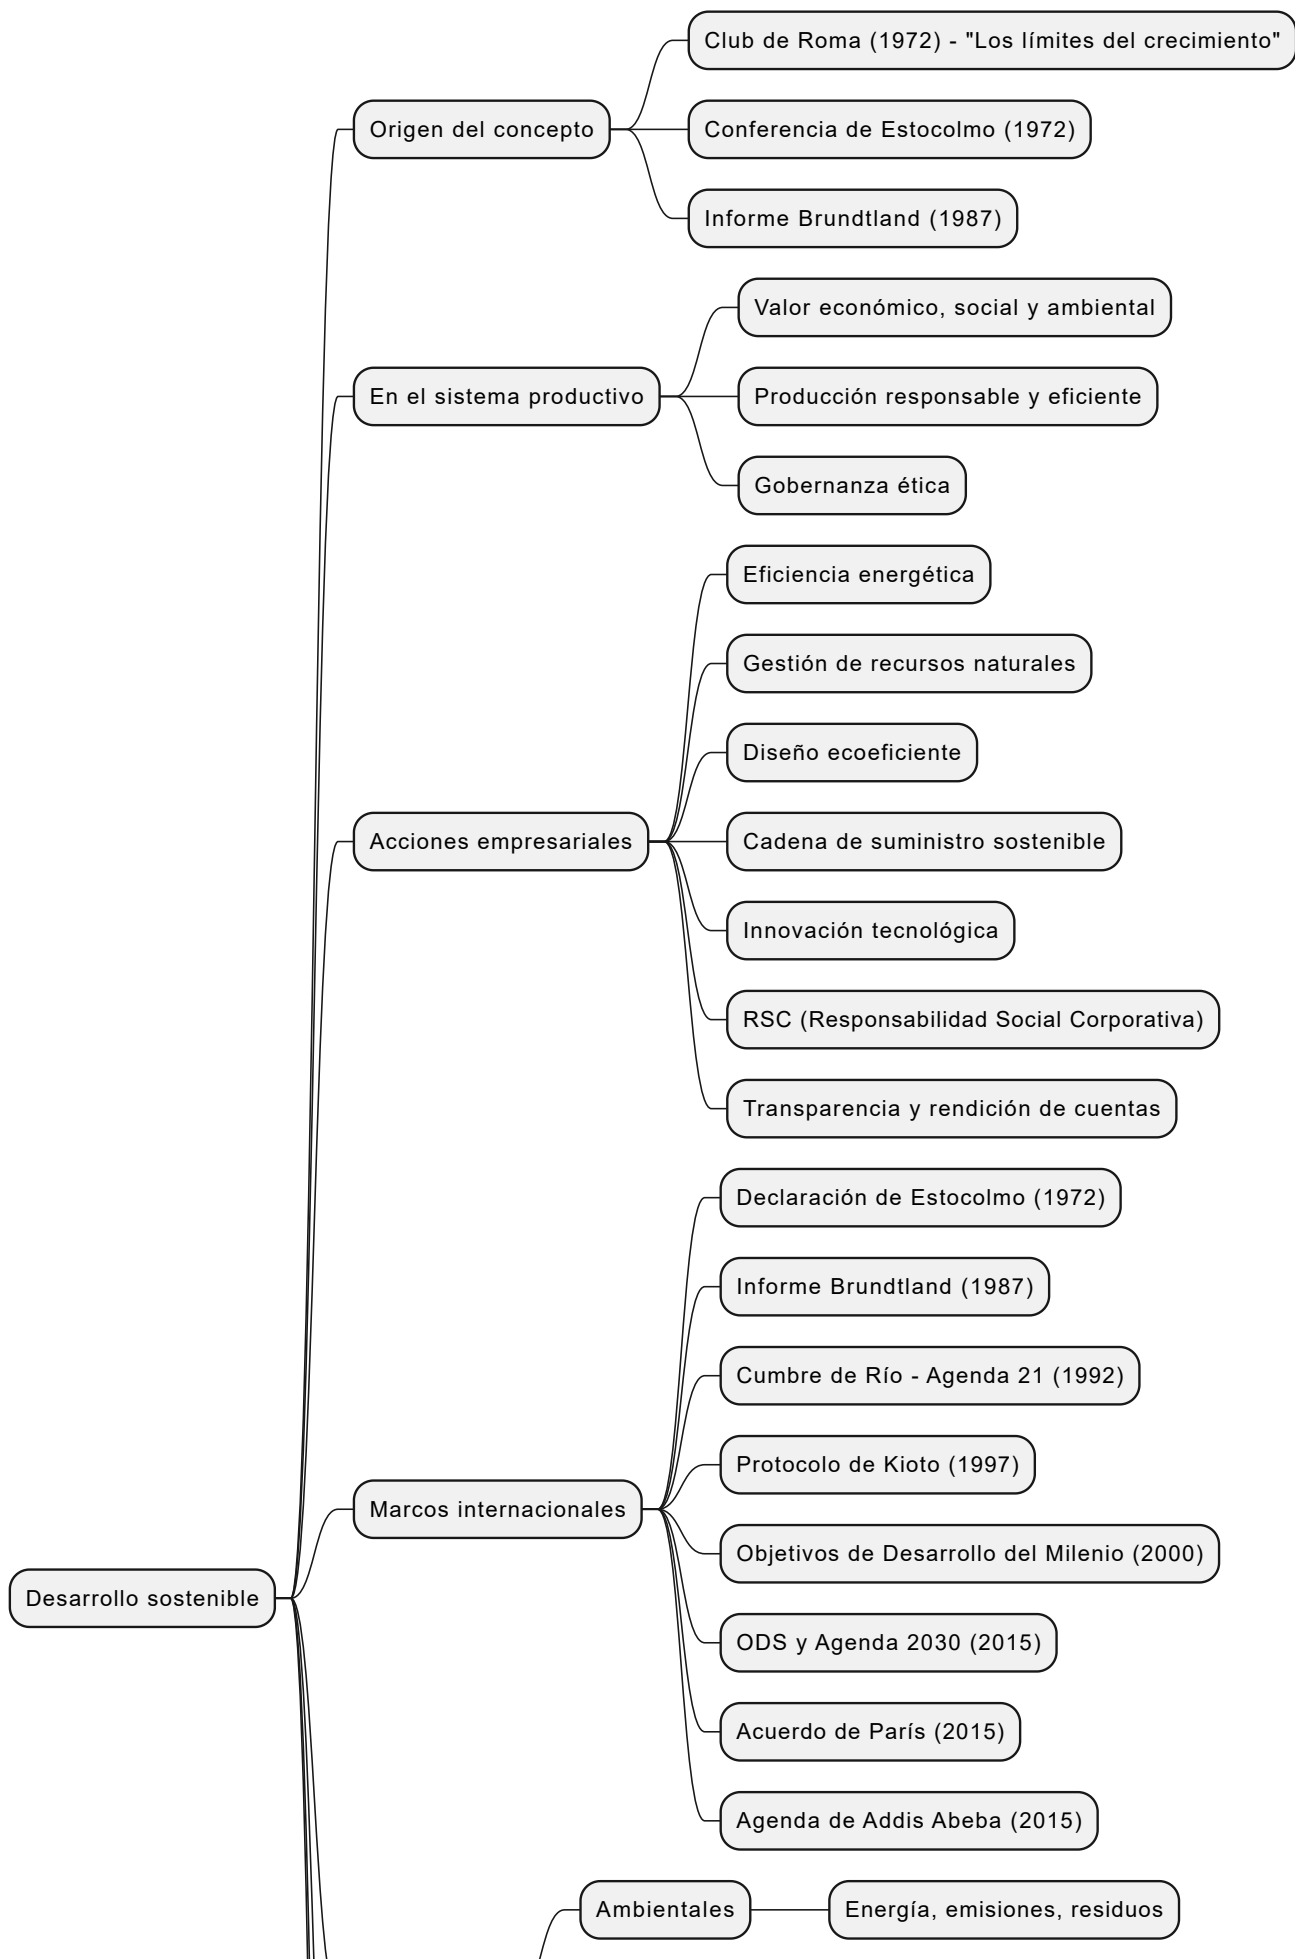 Club de Roma (1972) - "Los límites del crecimiento"
Origen del concepto
Conferencia de Estocolmo (1972)
Informe Brundtland (1987)
Valor económico, social y ambiental
En el sistema productivo
Producción responsable y eficiente
Gobernanza ética
Eficiencia energética
Gestión de recursos naturales
Diseño ecoeficiente
Acciones empresariales
Cadena de suministro sostenible
Innovación tecnológica
RSC (Responsabilidad Social Corporativa)
Transparencia y rendición de cuentas
Declaración de Estocolmo (1972)
Informe Brundtland (1987)
Cumbre de Río - Agenda 21 (1992)
Protocolo de Kioto (1997)
Marcos internacionales
Objetivos de Desarrollo del Milenio (2000)
Desarrollo sostenible
ODS y Agenda 2030 (2015)
Acuerdo de París (2015)
Agenda de Addis Abeba (2015)
Ambientales
Energía, emisiones, residuos